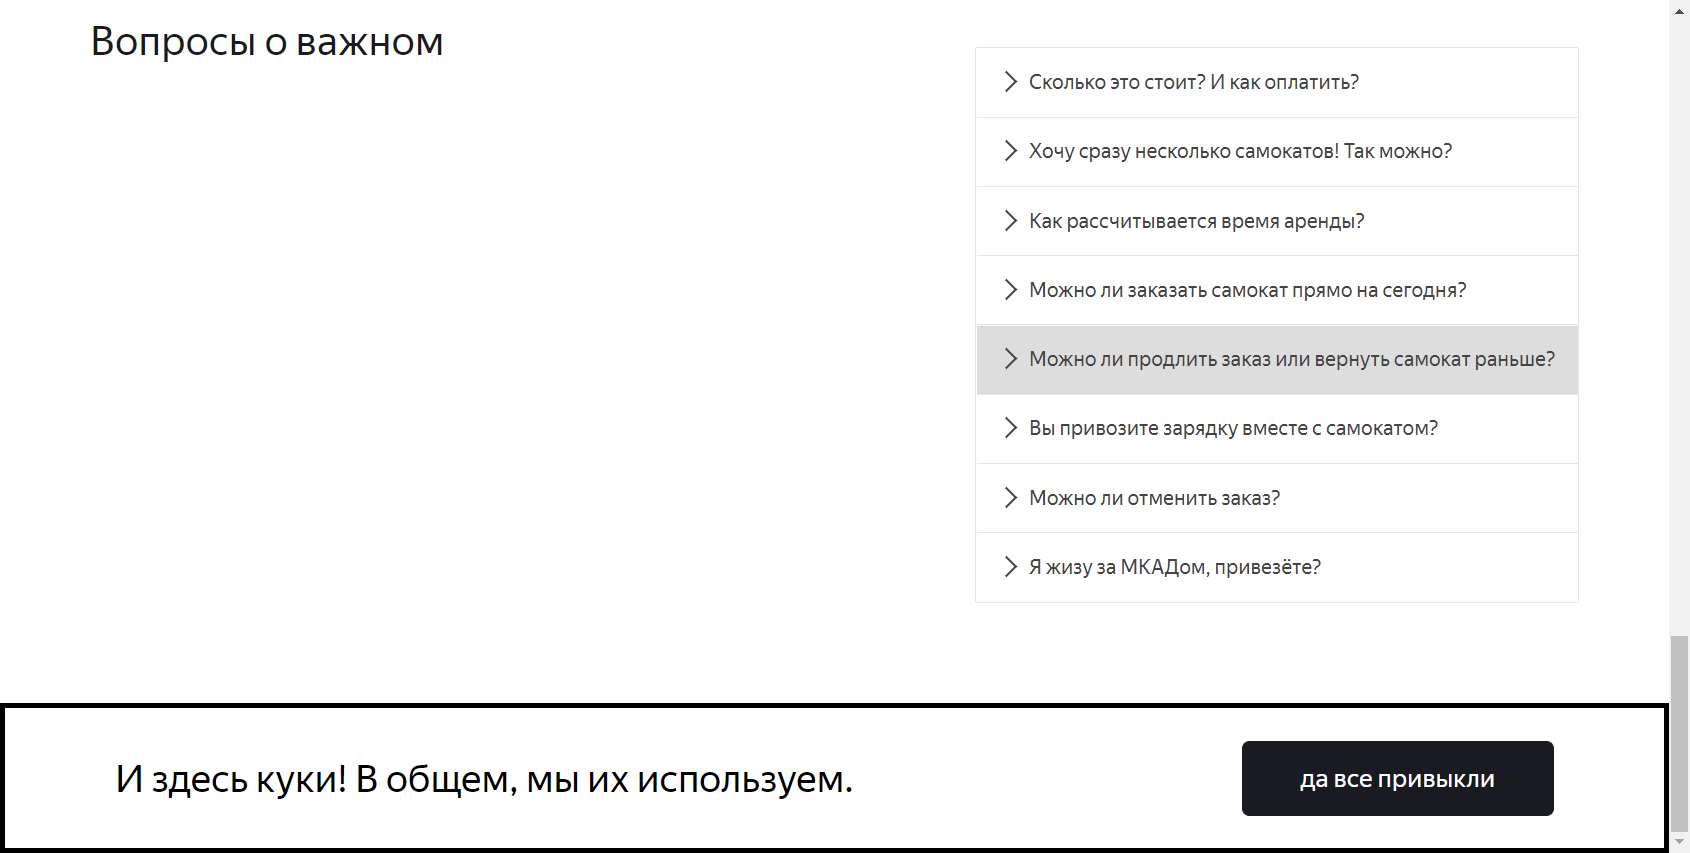 Вопросы о важном
Сколько это стоит? И как оплатить?
Хочу сразу несколько самокатов! Так можно?
Как рассчитывается время аренды?
Можно ли заказать самокат прямо на сегодня?
Можно ли продлить заказ или вернуть самокат раньше?
Вы привозите зарядку вместе с самокатом?
Можно ли отменить заказ?
Я жизу за МКАДом, привезёте?
И здесь куки! В общем, мы их используем.
да все привыкли